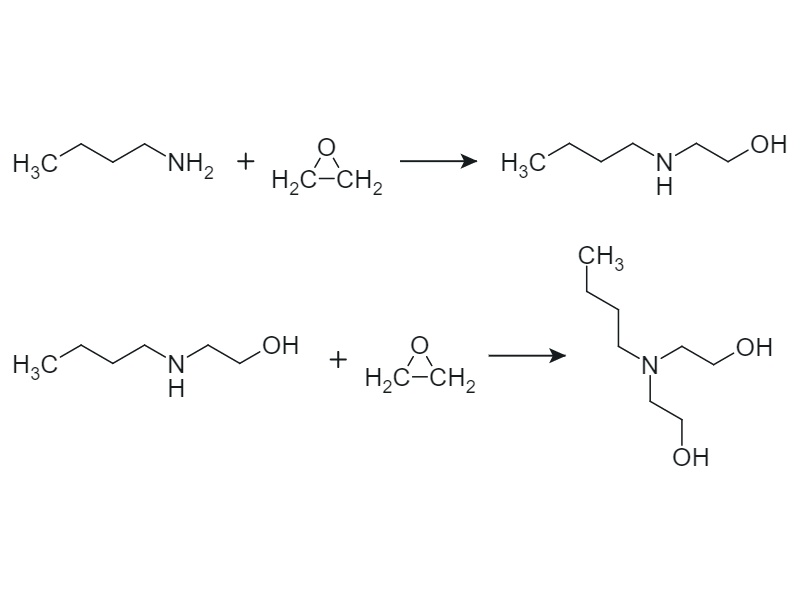 H3C NH2 + O H2C CH2 H3C N H OH
H3C N H OH + O H2C CH2 CH3 N OH OH